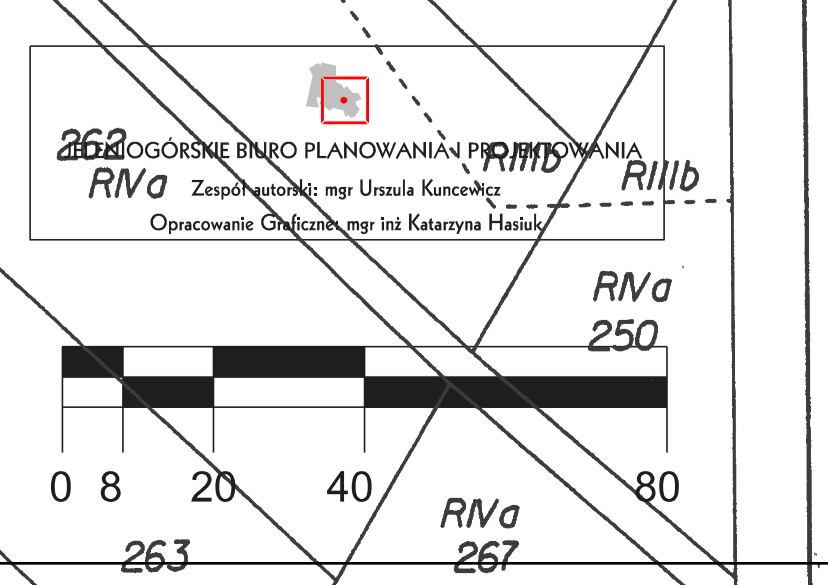 262
JELENIOGÓRSKIE BIURO PLANOWANIA I PROJEKTOWANIA
RIIIb
RIIIb
RIVa
Zespół autorski: mgr Urszula Kuncewicz
Opracowanie Graficzne: mgr inż Katarzyna Hasiuk
RIVa
250
0 8 20 40 80
RIVa
263 267